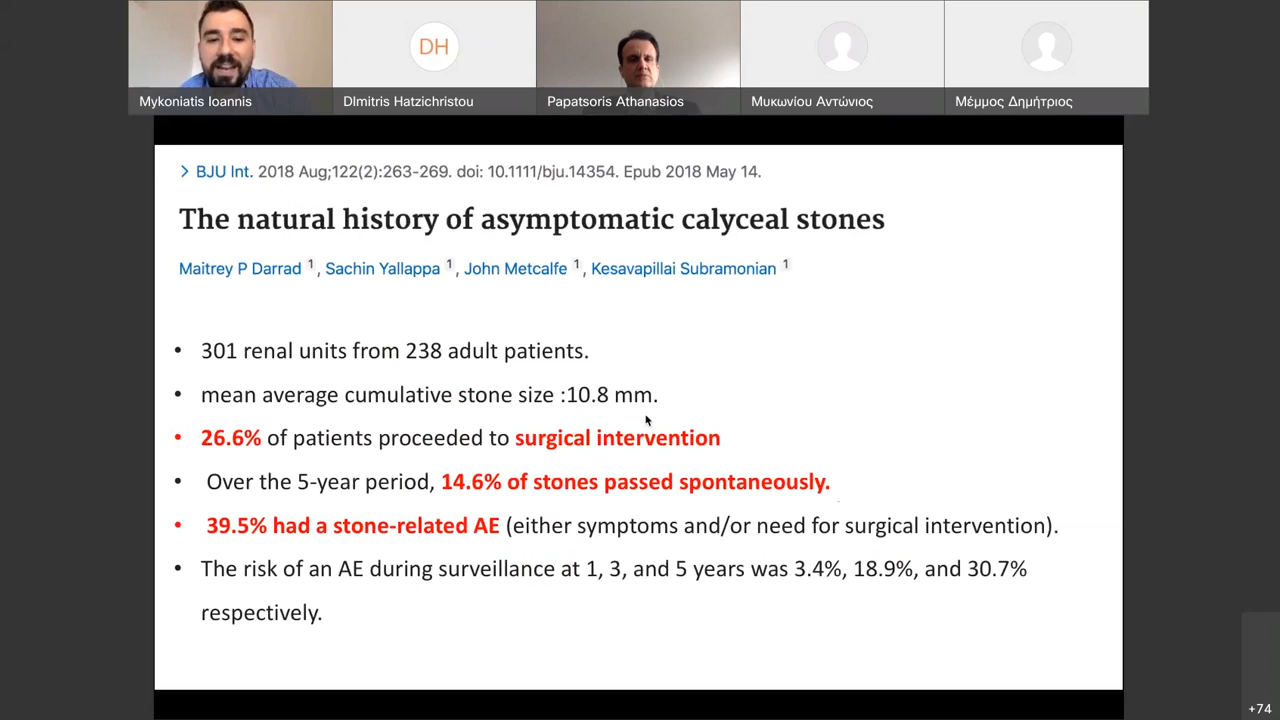 DH
Mykoniatis Ioannis
DImitris Hatzichristou
Papatsoris Athanasios
Μυκωνίου Αντώνιος
Μέμμος Δημήτριος
> BJU Int. 2018 Aug;122(2):263-269. doi: 10.1111/bju.14354. Epub 2018 May 14.
The natural history of asymptomatic calyceal stones
Maitrey P Darrad 1 , Sachin Yallappa 1 , John Metcalfe 1 , Kesavapillai Subramonian 1
• 301 renal units from 238 adult patients.
• mean average cumulative stone size :10.8 mm.
• 26.6% of patients proceeded to surgical intervention
• Over the 5-year period, 14.6% of stones passed spontaneously.
• 39.5% had a stone-related AE (either symptoms and/or need for surgical intervention).
• The risk of an AE during surveillance at 1, 3, and 5 years was 3.4%, 18.9%, and 30.7%
respectively.
+74